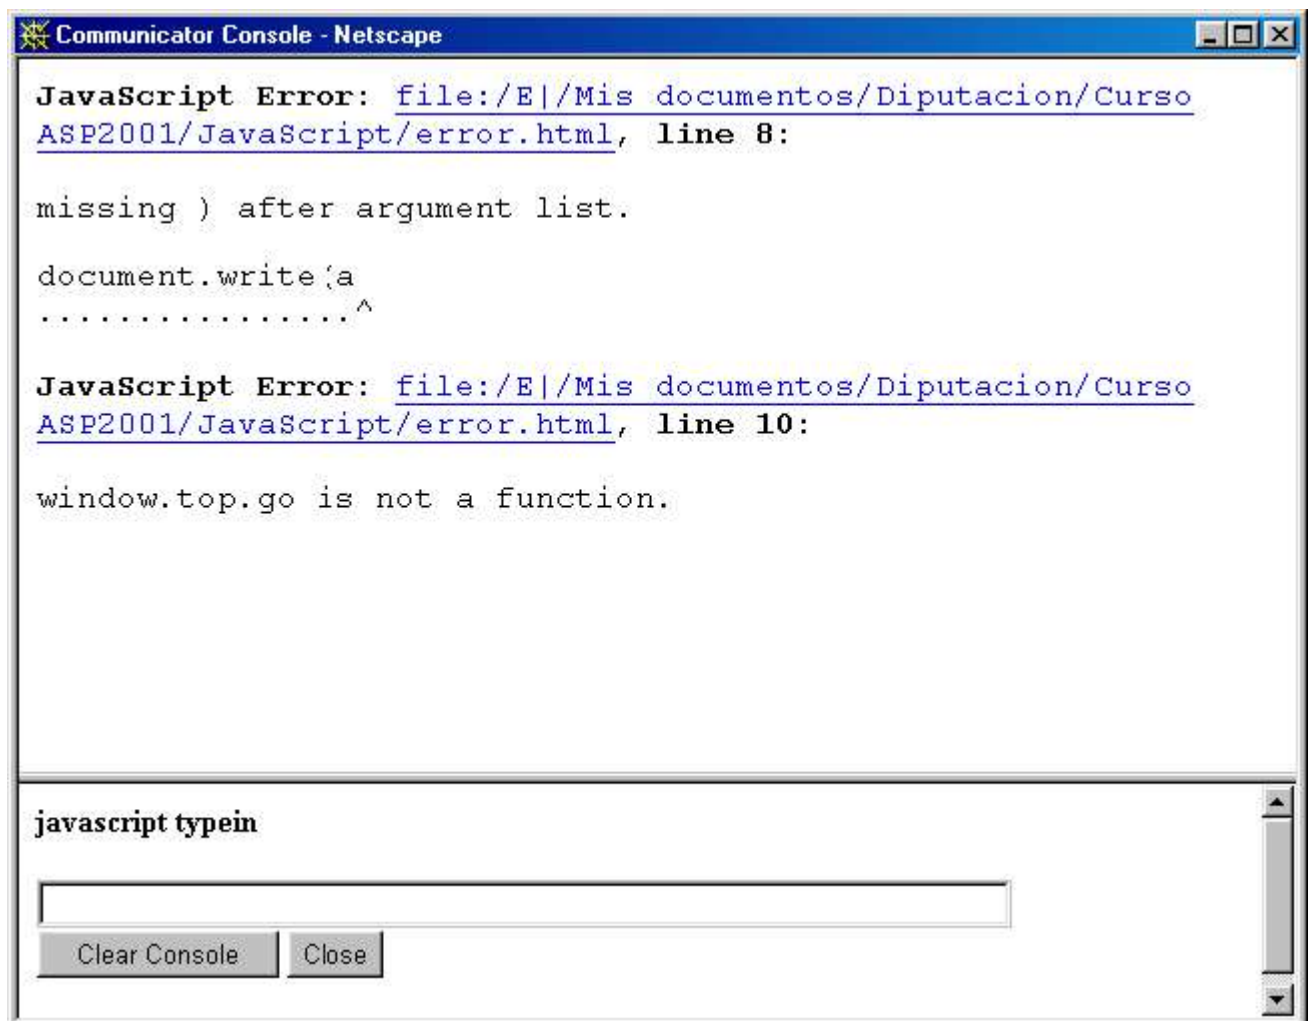 Communicator Console - Netscape
JavaScript Error: file:/E|/Mis documentos/Diputacion/Curso
ASP2001/JavaScript/error.html, line 8:
missing ) after argument list.
document.write(a
................^
JavaScript Error: file:/E|/Mis documentos/Diputacion/Curso
ASP2001/JavaScript/error.html, line 10:
window.top.go is not a function.
javascript typein
Clear Console Close